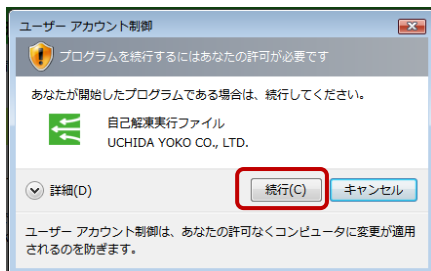 ユーザー アカウント制御
プログラムを続行するにはあなたの許可が必要です
あなたが開始したプログラムである場合は、続行してください。
自己解凍実行ファイル
UCHIDA YOKO CO., LTD.
詳細(D)
続行(C)
キャンセル
ユーザー アカウント制御は、あなたの許可なくコンピュータに変更が適用
されるのを防ぎます。